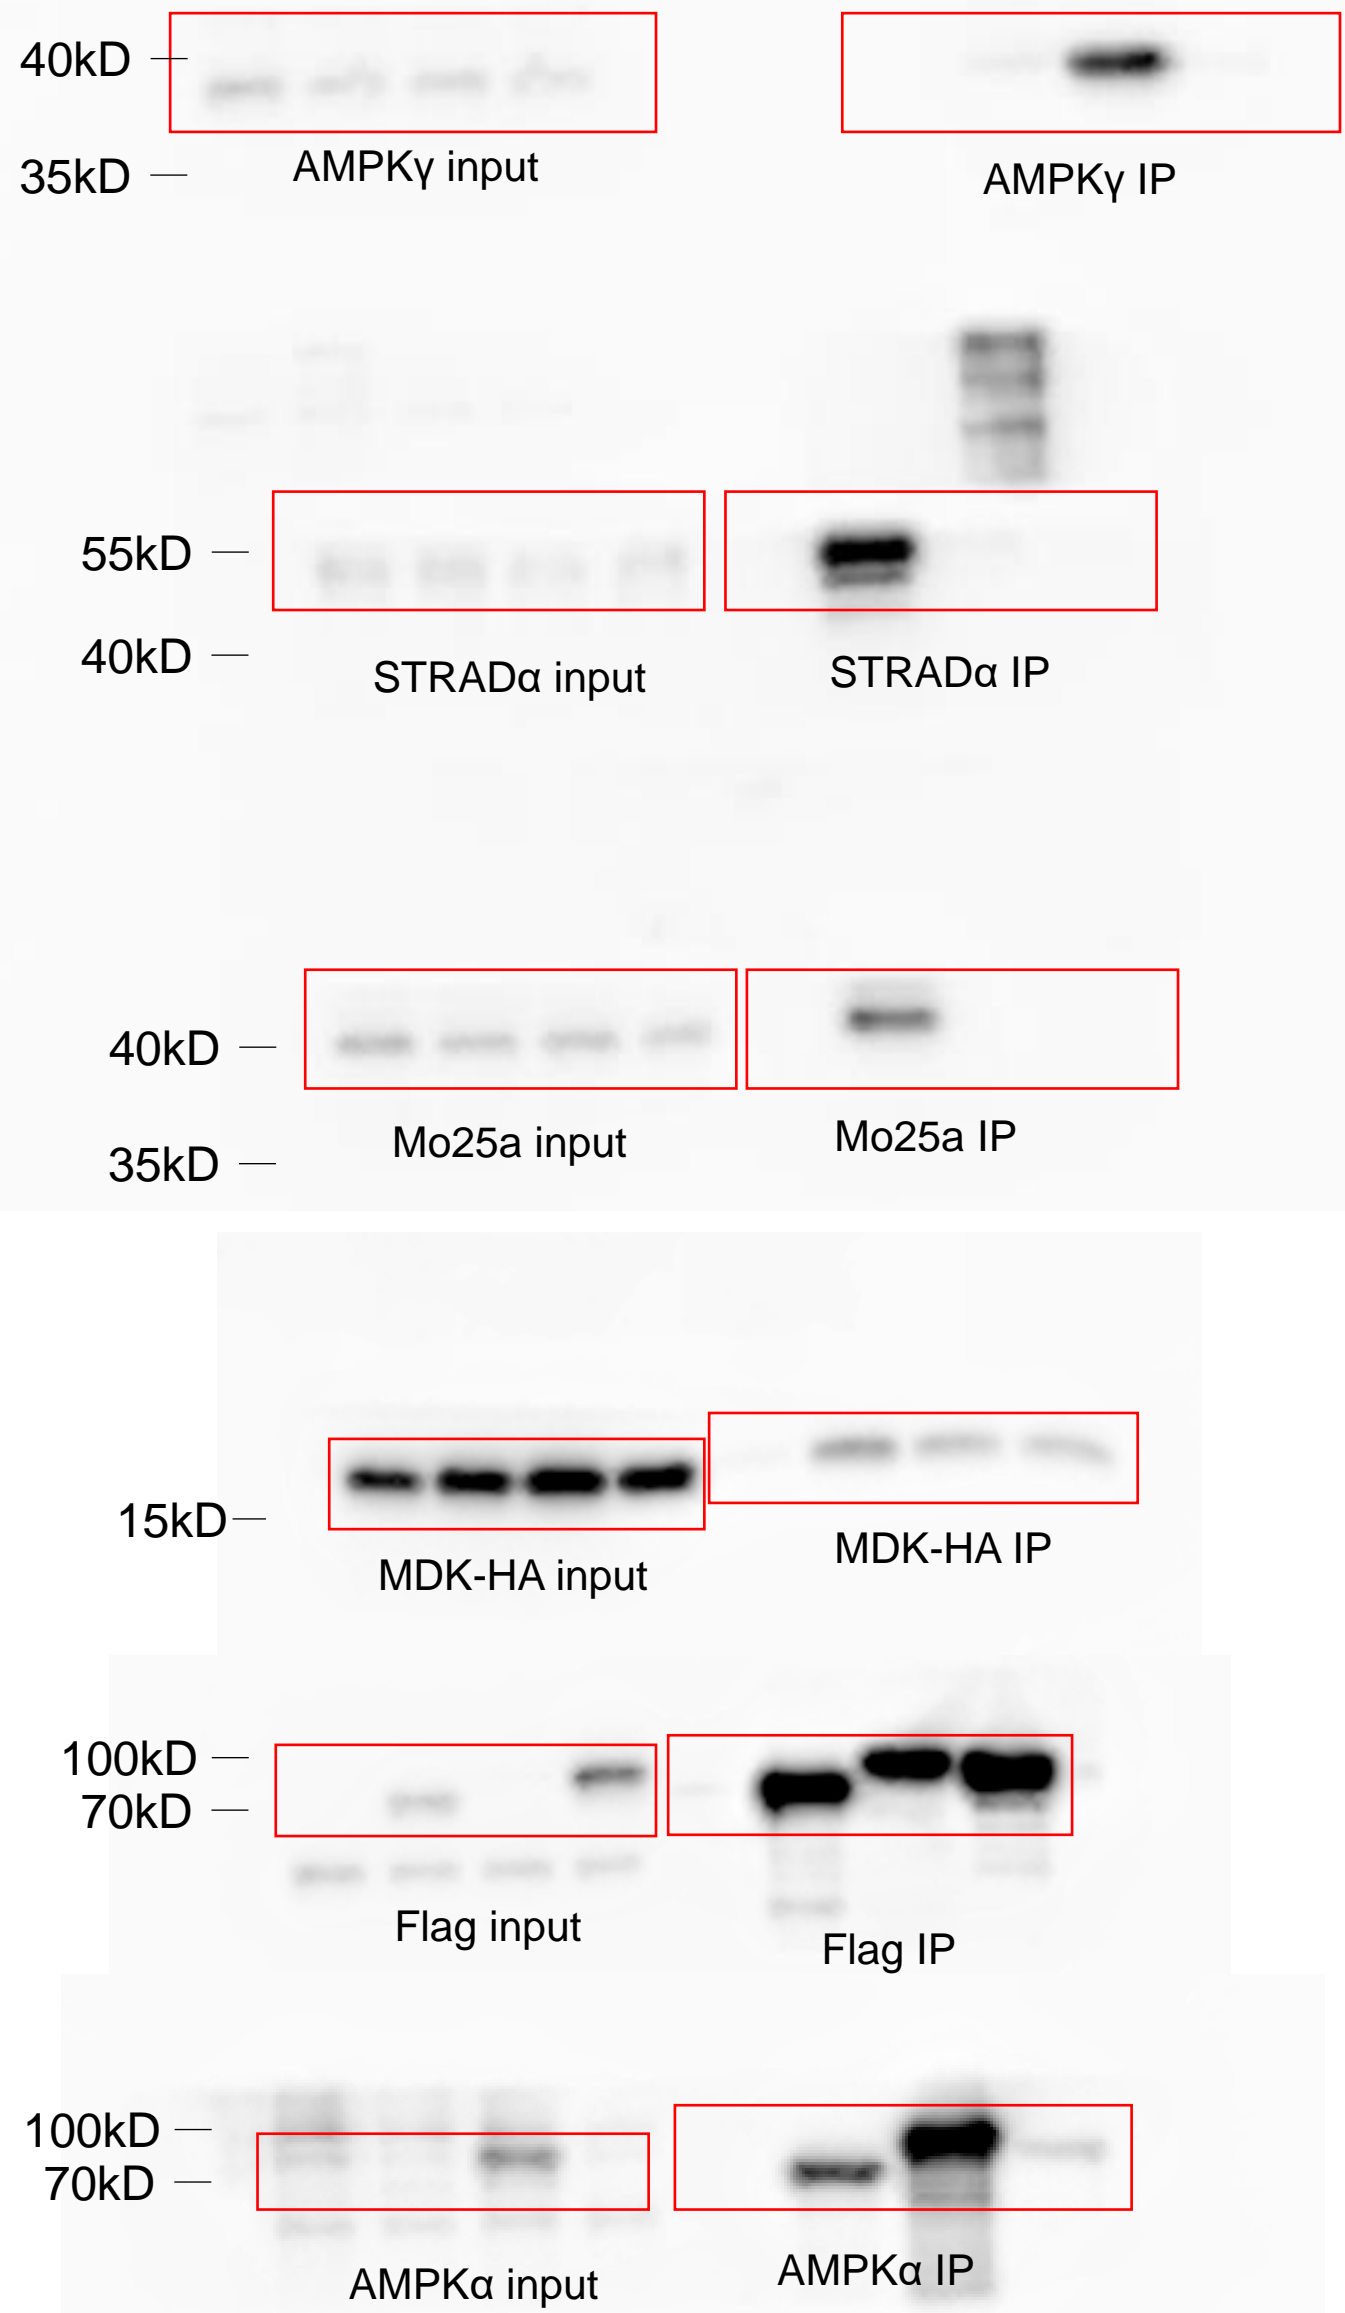 40kD
35kD
AMPKγ input
AMPKγ IP
55kD
40kD
STRADα input
STRADα IP
40kD
35kD
Mo25a input
Mo25a IP
15kD
MDK-HA input
MDK-HA IP
100kD
70kD
Flag input
Flag IP
100kD
70kD
AMPKα input
AMPKα IP